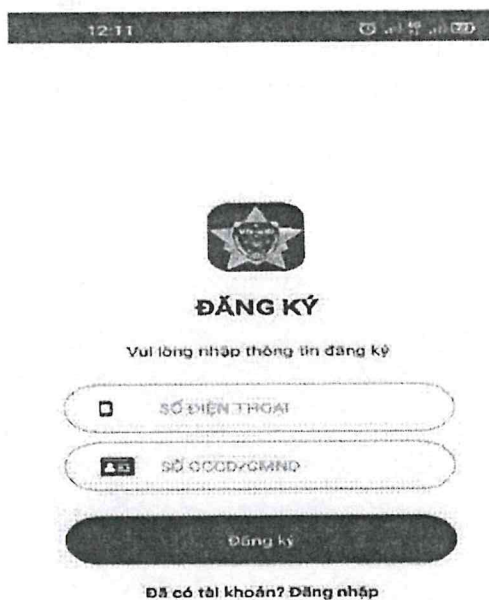 12:11
ĐĂNG KÝ
Vui lòng nhập thông tin đăng ký
SỐ ĐIỆN THOẠI
SỐ CCCD/CMND
Đăng ký
Đã có tài khoản? Đăng nhập